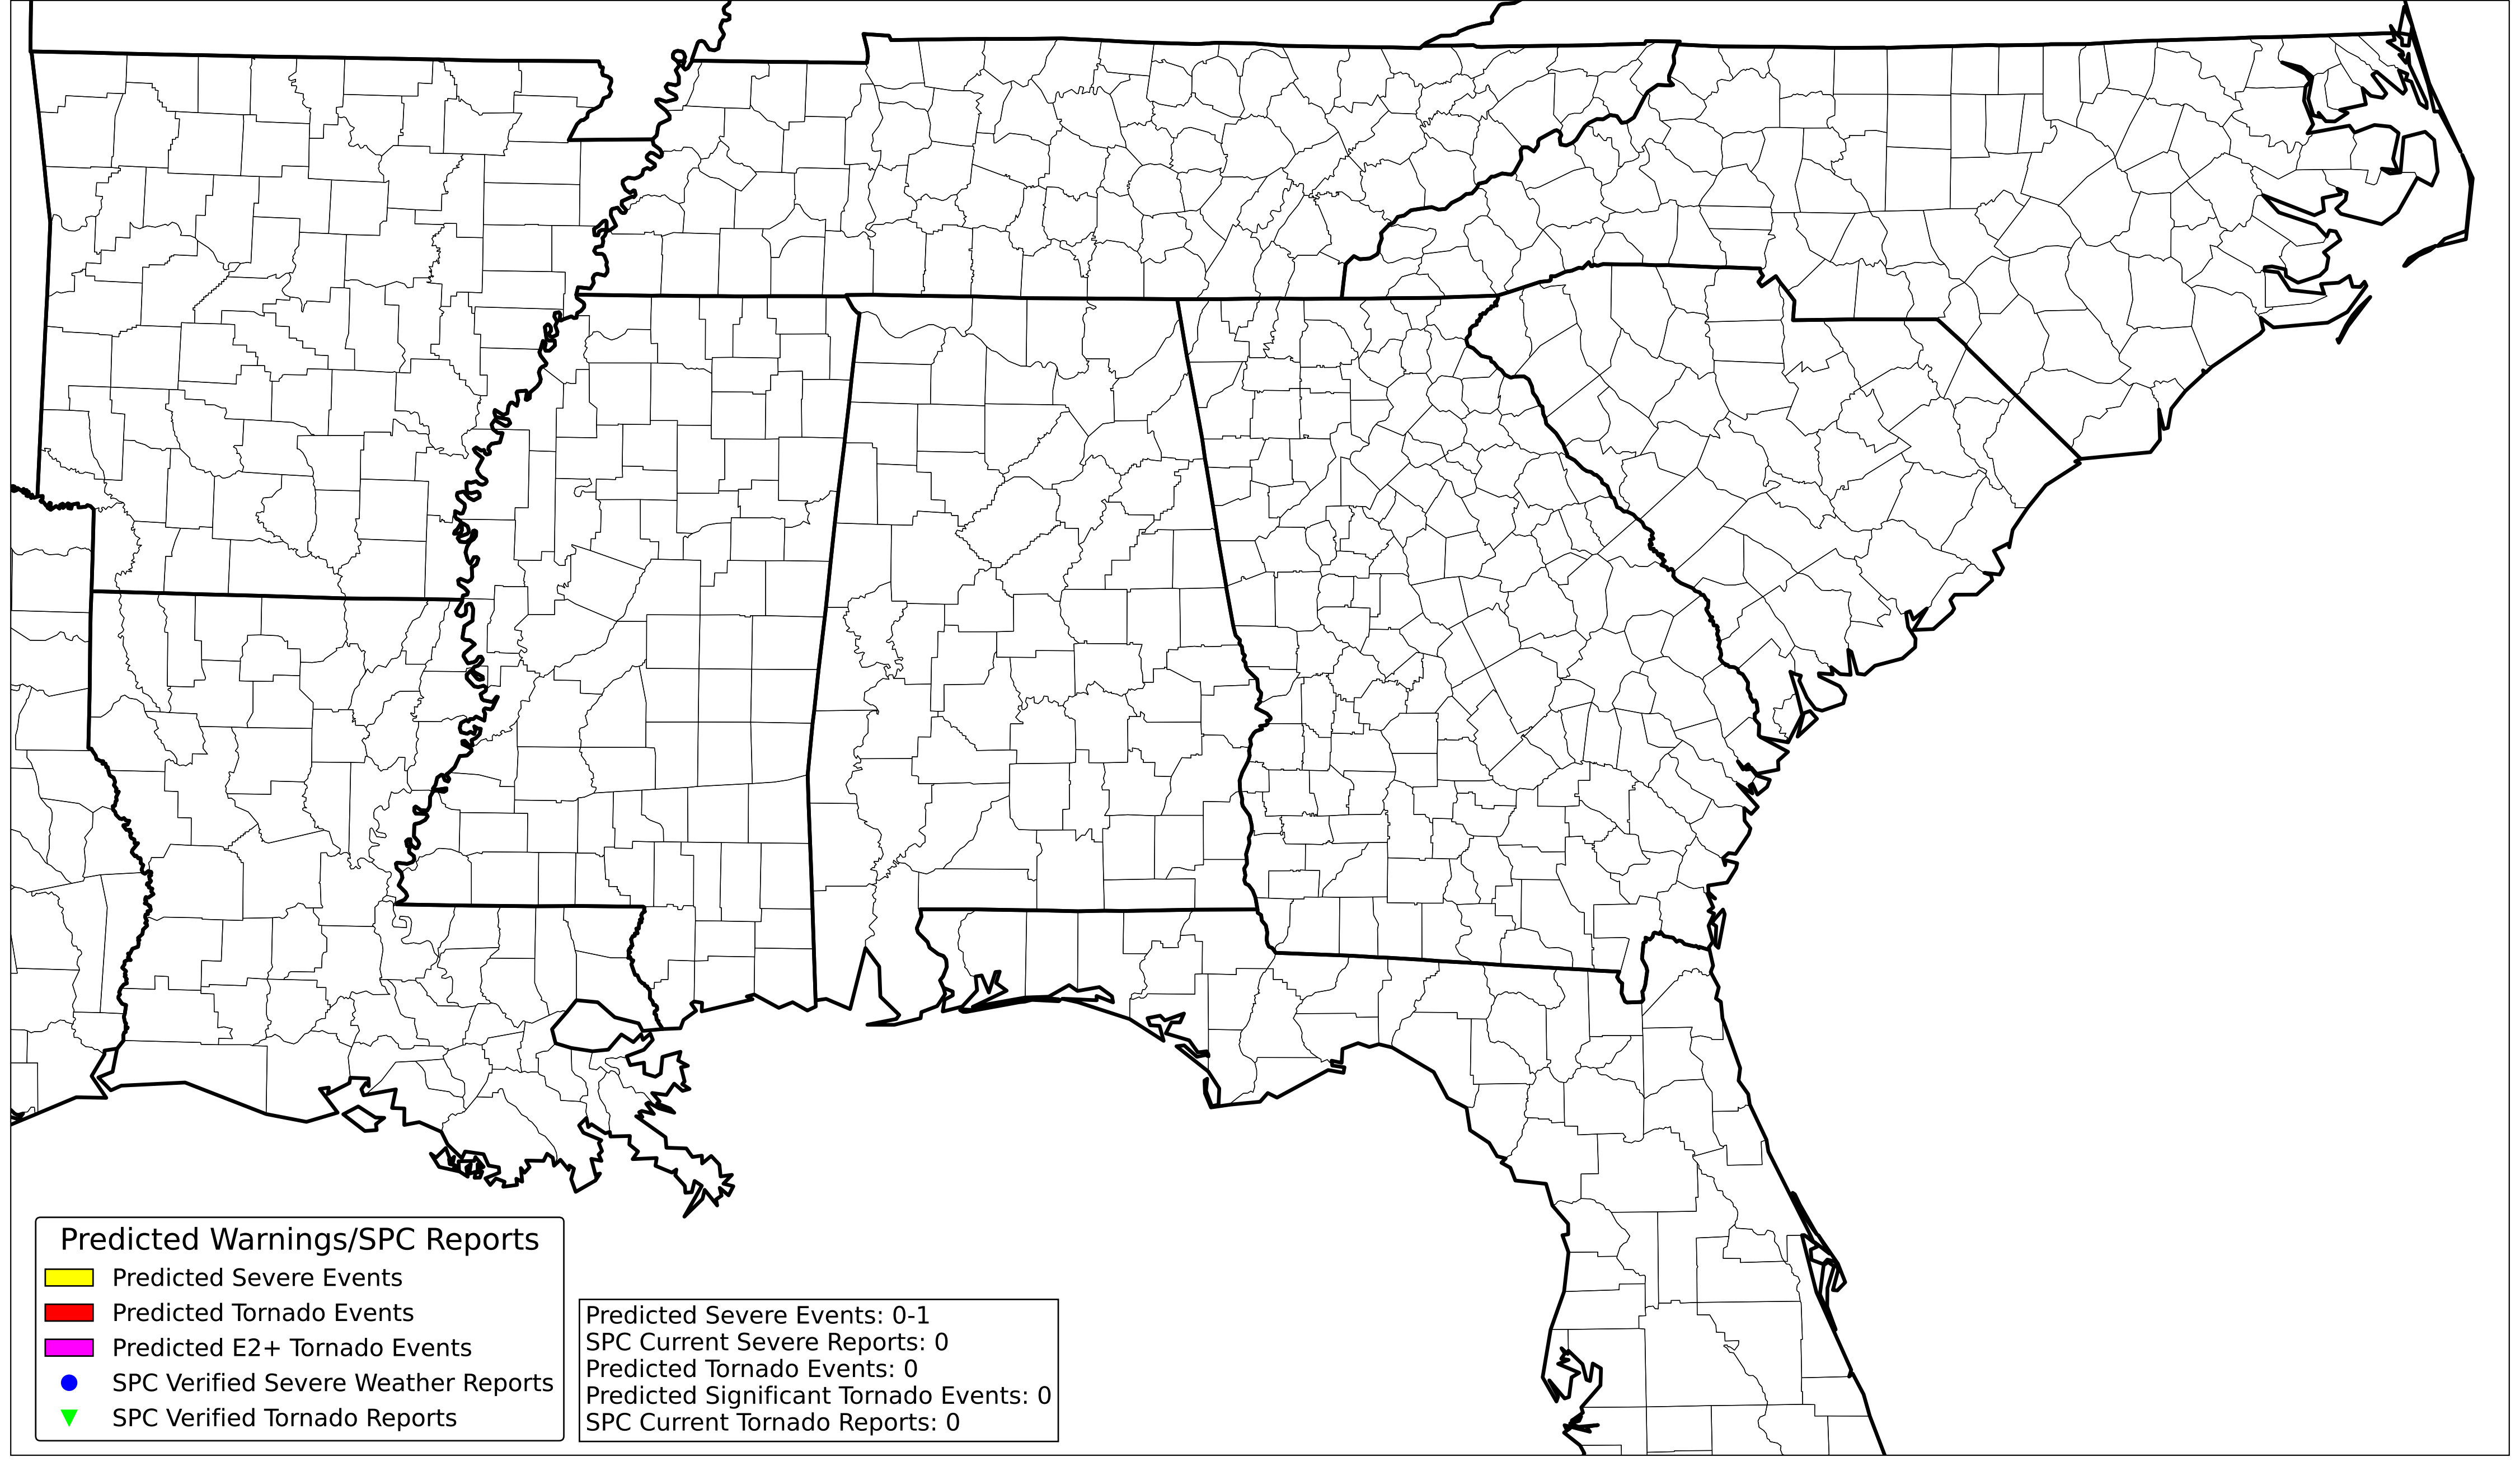 Predicted Warnings/SPC Reports
Predicted Severe Events
Predicted Tornado Events
Predicted E2+ Tornado Events
SPC Verified Severe Weather Reports
SPC Verified Tornado Reports
Predicted Severe Events: 0-1
SPC Current Severe Reports: 0
Predicted Tornado Events: 0
Predicted Significant Tornado Events: 0
SPC Current Tornado Reports: 0